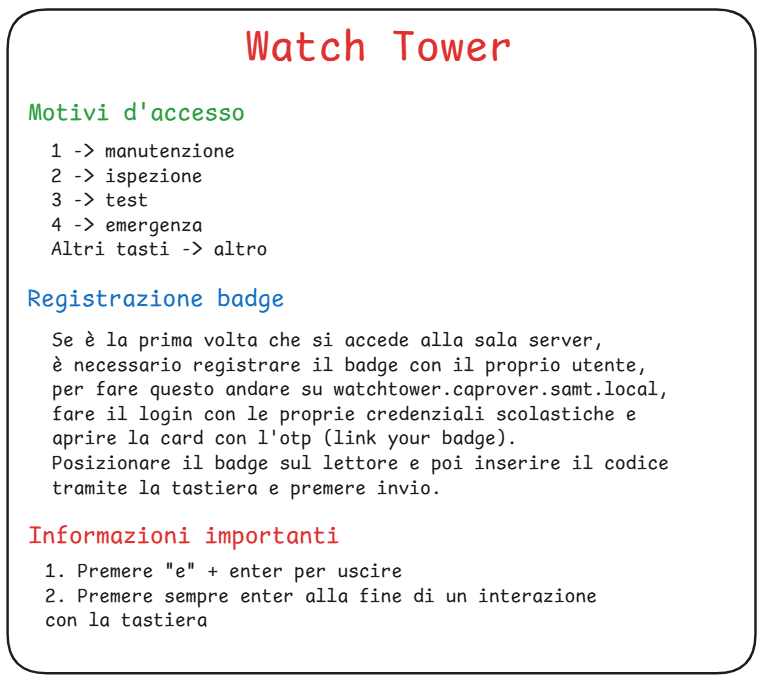 Watch Tower
Motivi d'accesso
1 -> manutenzione
2 -> ispezione
3 -> test
4 -> emergenza
Altri tasti -> altro
Registrazione badge
Se è la prima volta che si accede alla sala server,
è necessario registrare il badge con il proprio utente,
per fare questo andare su watchtower.caprover.samt.local,
fare il login con le proprie credenziali scolastiche e
aprire la card con l'otp (link your badge).
Posizionare il badge sul lettore e poi inserire il codice
tramite la tastiera e premere invio.
Informazioni importanti
1. Premere "e" + enter per uscire
2. Premere sempre enter alla fine di un interazione
con la tastiera